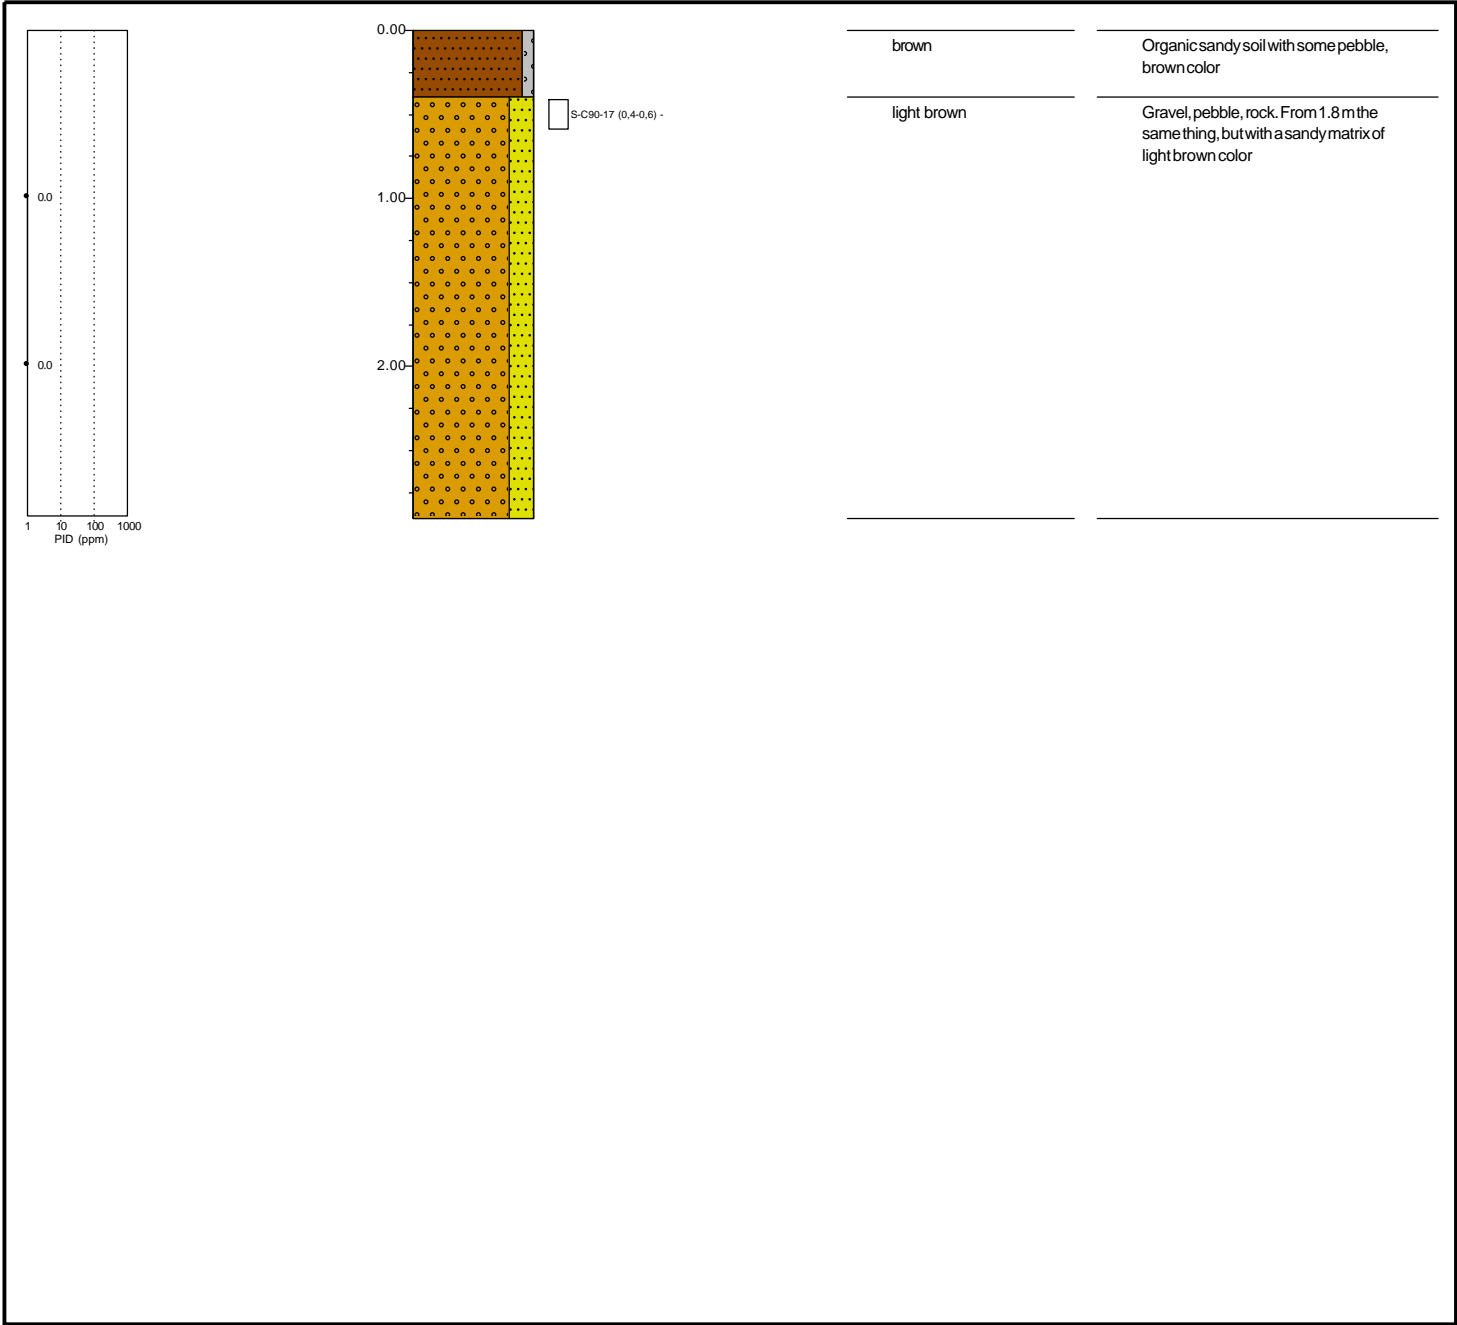 0.00
brown
Organic sandy soil with some pebble,
brown color
S-C90-17 (0,4-0,6) -
light brown
Gravel, pebble, rock. From 1.8 m the
same thing, but with a sandy matrix of
light brown color
0.0
1.00
0.0
2.00
1 10 100 1000
PID (ppm)